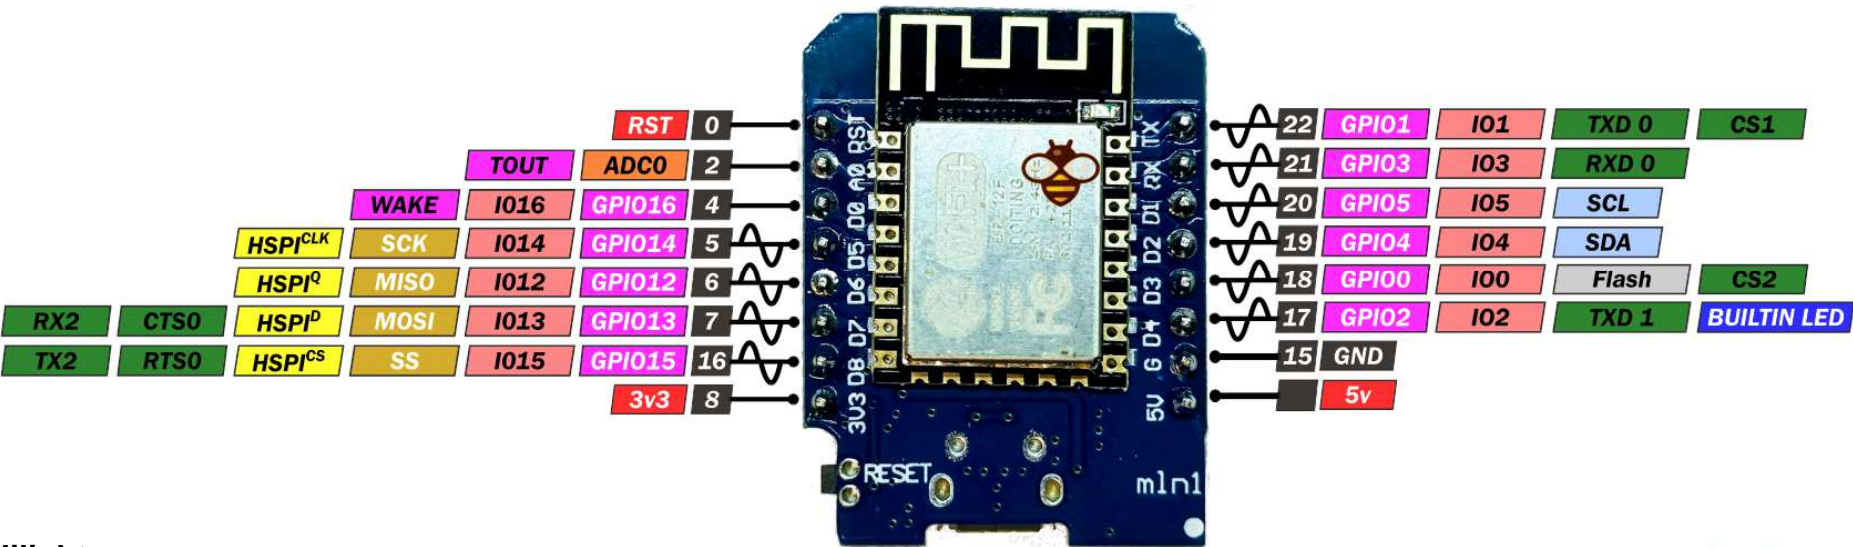 RST 0
TOUT ADC0 2
WAKE IO16 GPIO16 4
HSPICLK SCK IO14 GPIO14 5
HSPIQ MISO IO12 GPIO12 6
RX2 CTS0 HSPID MOSI IO13 GPIO13 7
TX2 RTS0 HSPICS SS IO15 GPIO15 16
3v3 8
RST
A0
D0
D5
D6
D7
D8
3V3
RESET
TX
RX
D1
D2
D3
D4
G
5V
mln1
22 GPIO1 IO1 TXD 0 CS1
21 GPIO3 IO3 RXD 0
20 GPIO5 IO5 SCL
19 GPIO4 IO4 SDA
18 GPIO0 IO0 Flash CS2
17 GPIO2 IO2 TXD 1 BUILTIN LED
15 GND
5v